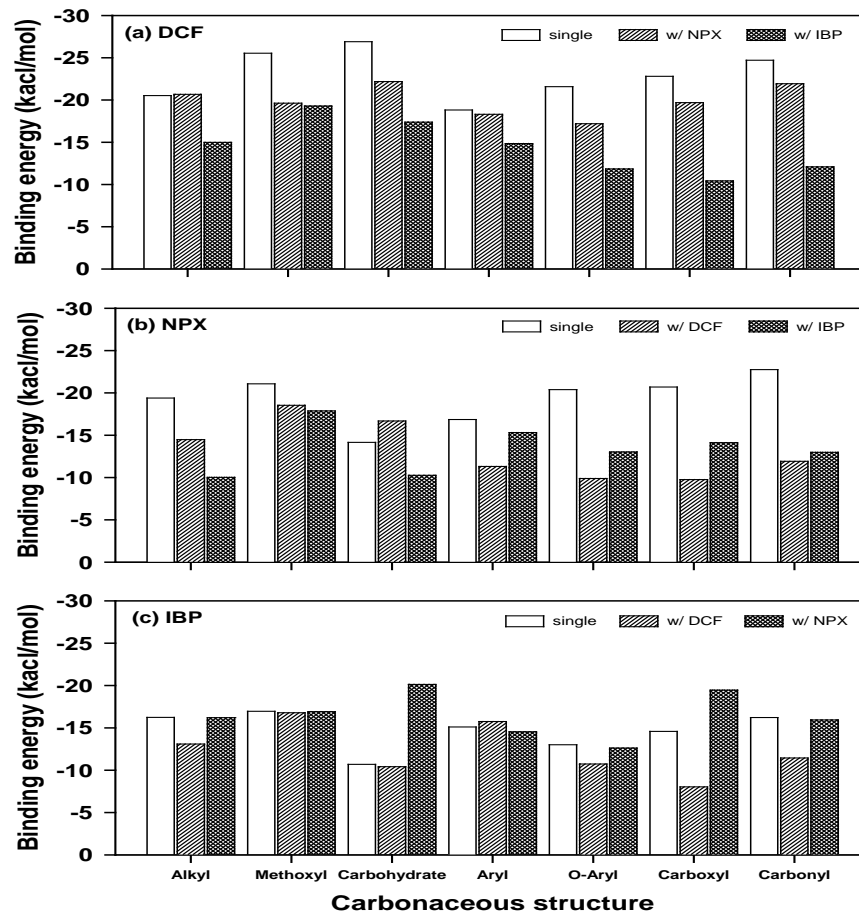 (a) DCF
single
w/ NPX
w/ IBP
Binding energy (kacl/mol)
-30
-25
-20
-15
-10
-5
0
(b) NPX
single
w/ DCF
w/ IBP
Binding energy (kacl/mol)
-30
-25
-20
-15
-10
-5
0
(c) IBP
single
w/ DCF
w/ NPX
Binding energy (kacl/mol)
-30
-25
-20
-15
-10
-5
0
Alkyl Methoxyl Carbohydrate Aryl O-Aryl Carboxyl Carbonyl
Carbonaceous structure